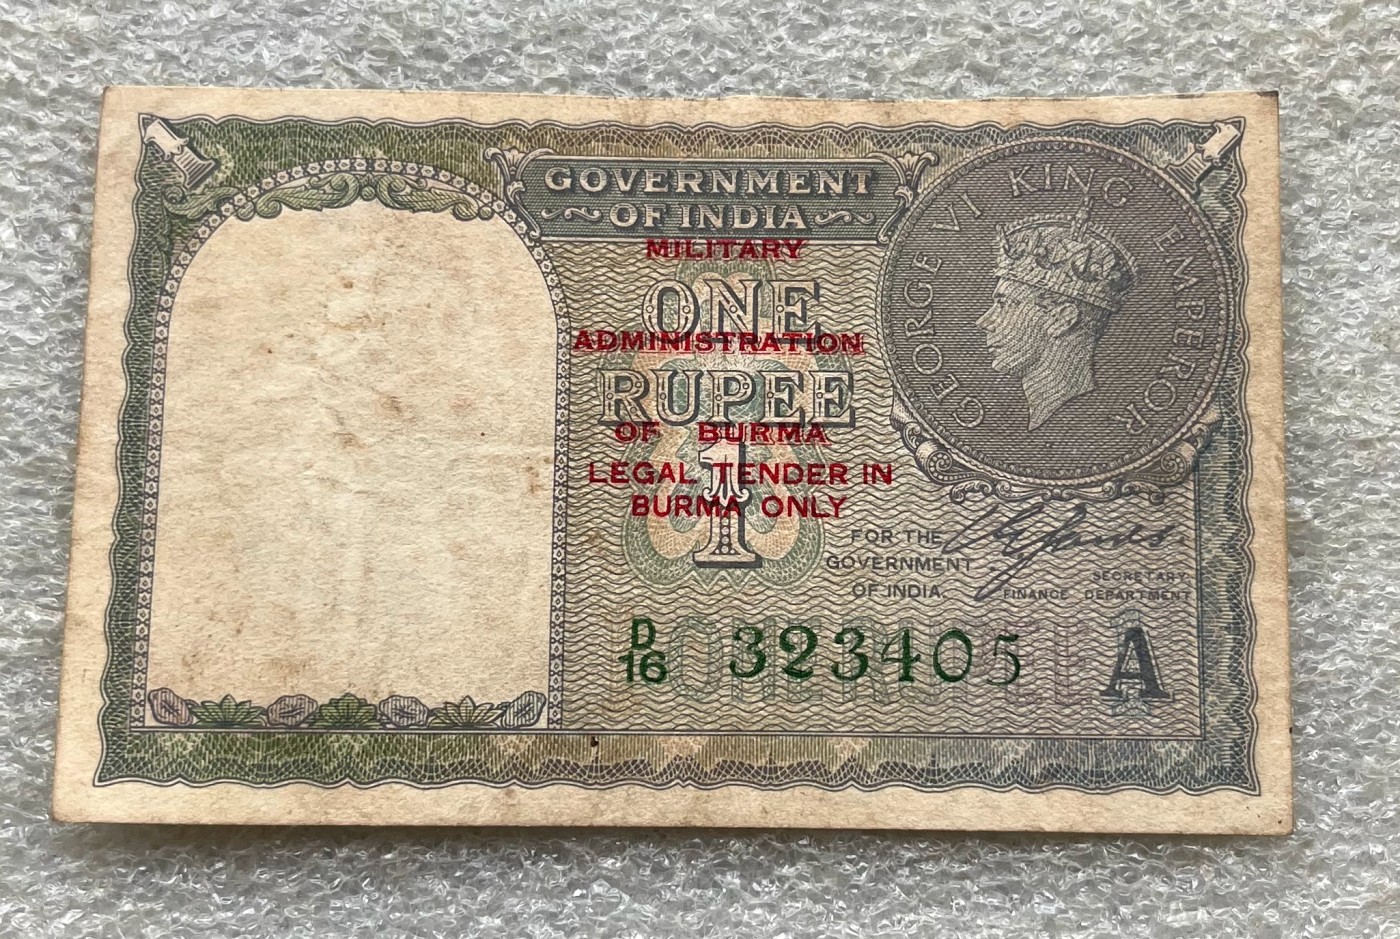 GOVERNMENT
OF INDIA
GEORGE VI KING EMPEROR
MILITARY
ONE
ADMINISTRATION
RUPEE
OF BURMA
LEGAL TENDER IN
BURMA ONLY
1
FOR THE
GOVERNMENT
OF INDIA.
SECRETARY,
FINANCE DEPARTMENT
D/16 323405 A